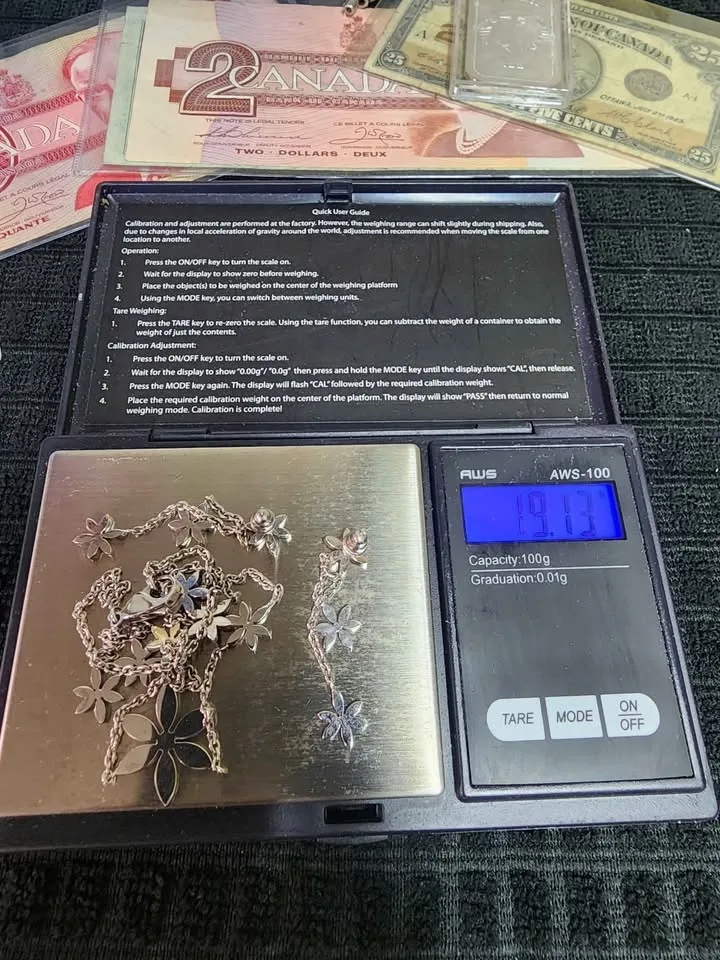 2
CANADA
BANK OF CANADA
THIS NOTE IS LEGAL TENDER
CE BILLET A COURS LÉGAL
TWO · DOLLARS · DEUX
25
A
OF CANADA
OTTAWA, JULY 2ND 1923
CENTS
25
Quick User Guide
Calibration and adjustment are performed at the factory. However, the weighing range can shift slightly during shipping. Also,
due to changes in local acceleration of gravity around the world, adjustment is recommended when moving the scale from one
location to another.
Operation:
1. Press the ON/OFF key to turn the scale on.
2. Wait for the display to show zero before weighing.
3. Place the object(s) to be weighed on the center of the weighing platform
4. Using the MODE key, you can switch between weighing units.
Tare Weighing:
1. Press the TARE key to re-zero the scale. Using the tare function, you can subtract the weight of a container to obtain the
weight of just the contents.
Calibration Adjustment:
1. Press the ON/OFF key to turn the scale on.
2. Wait for the display to show "0.00g"/ "0.0g" then press and hold the MODE key until the display shows "CAL", then release.
3. Press the MODE key again. The display will flash "CAL" followed by the required calibration weight.
4. Place the required calibration weight on the center of the platform. The display will show "PASS" then return to normal
weighing mode. Calibration is complete!
AWS AWS-100
19.13
Capacity:100g
Graduation:0.01g
TARE MODE ON
OFF